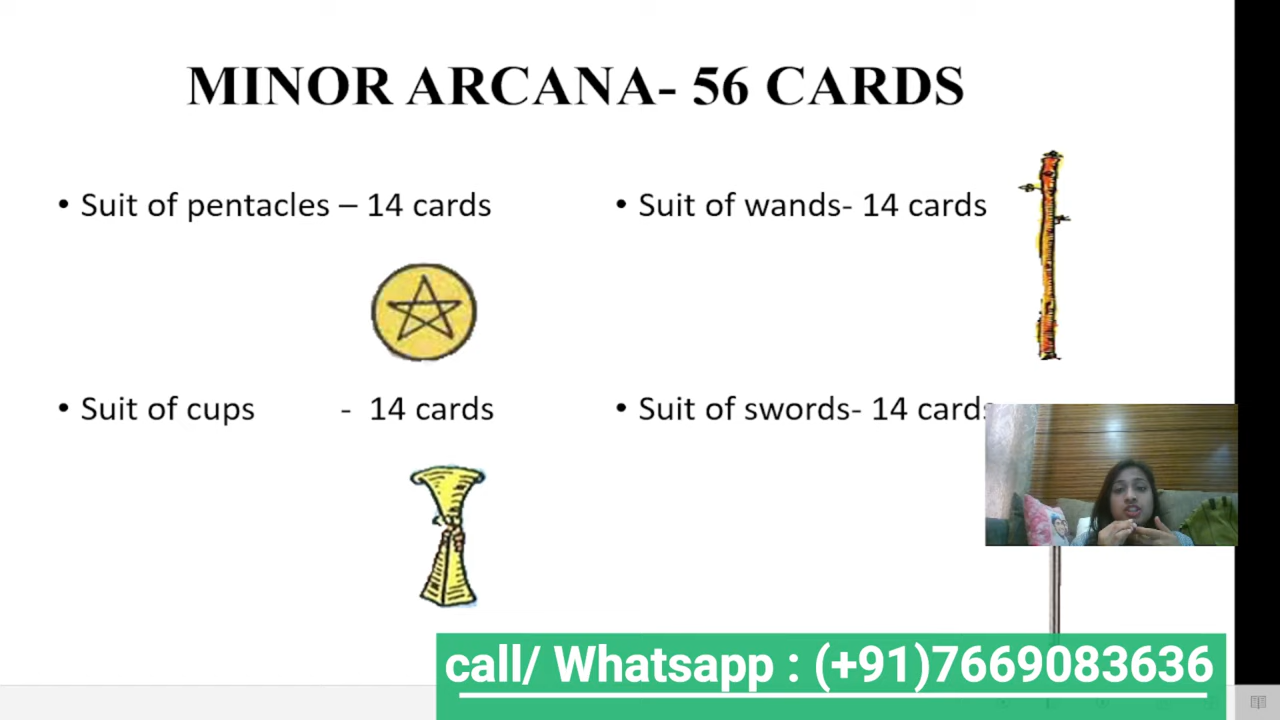 MINOR ARCANA- 56 CARDS
• Suit of pentacles – 14 cards
• Suit of wands- 14 cards
• Suit of cups - 14 cards
• Suit of swords- 14 cards
call/ Whatsapp : (+91)7669083636